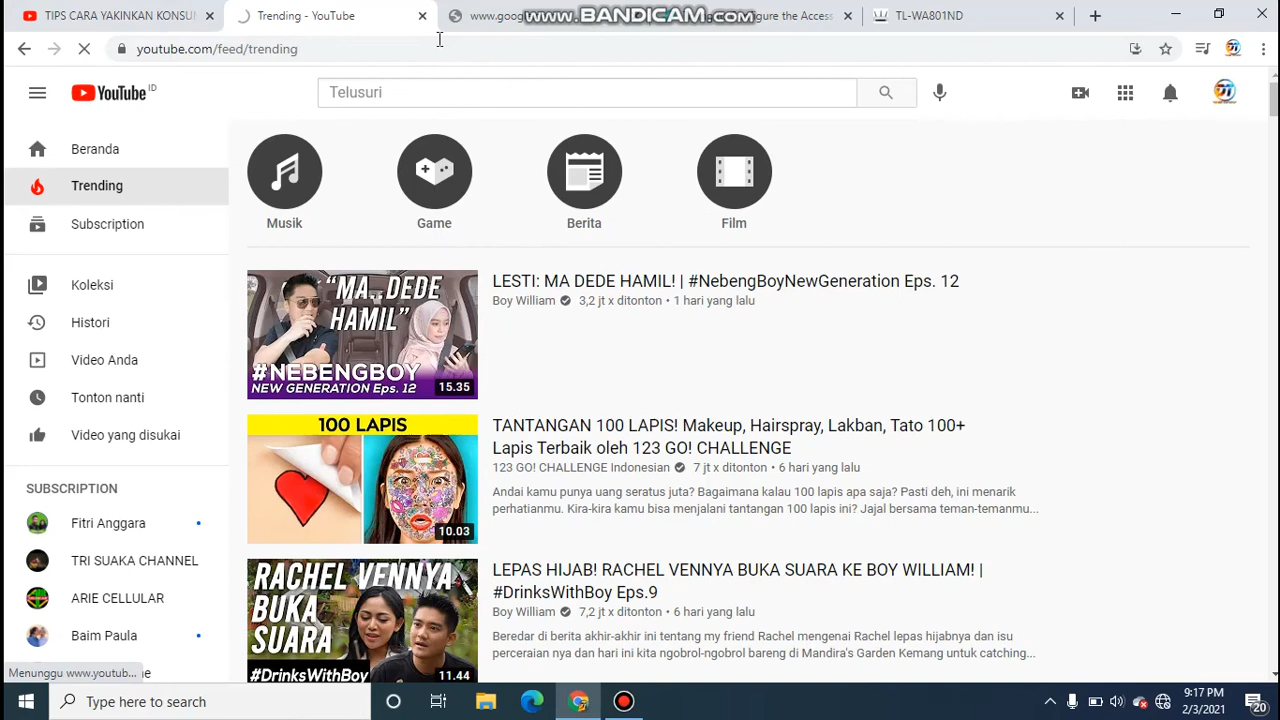 TIPS CARA YAKINKAN KONSUM
Trending - YouTube
www.goog
gure the Access
TL-WA801ND
www.BANDICAM.com
youtube.com/feed/trending
YouTube ID
Telusuri
Beranda
Trending
Subscription
Koleksi
Histori
Video Anda
Tonton nanti
Video yang disukai
SUBSCRIPTION
Fitri Anggara
TRI SUAKA CHANNEL
ARIE CELLULAR
Baim Paula
Menunggu www.youtub...
Musik
Game
Berita
Film
"MA..DEDE
HAMIL"
#NEBENGBOY
NEW GENERATION Eps. 12
15.35
LESTI: MA DEDE HAMIL! | #NebengBoyNewGeneration Eps. 12
Boy William 3,2 jt x ditonton • 1 hari yang lalu
100 LAPIS
10.03
TANTANGAN 100 LAPIS! Makeup, Hairspray, Lakban, Tato 100+
Lapis Terbaik oleh 123 GO! CHALLENGE
123 GO! CHALLENGE Indonesian 7 jt x ditonton • 6 hari yang lalu
Andai kamu punya uang seratus juta? Bagaimana kalau 100 lapis apa saja? Pasti deh, ini menarik
perhatianmu. Kira-kira kamu bisa menjalani tantangan 100 lapis ini? Jajal bersama teman-temanmu...
RACHEL VENNYA
BUKA
SUARA
#DrinksWithBoy
11.44
LEPAS HIJAB! RACHEL VENNYA BUKA SUARA KE BOY WILLIAM! |
#DrinksWithBoy Eps.9
Boy William 7,2 jt x ditonton • 6 hari yang lalu
Beredar di berita akhir-akhir ini tentang my friend Rachel mengenai Rachel lepas hijabnya dan isu
perceraian nya dan hari ini kita ngobrol-ngobrol bareng di Mandira's Garden Kemang untuk catching...
Type here to search
9:17 PM
2/3/2021
20